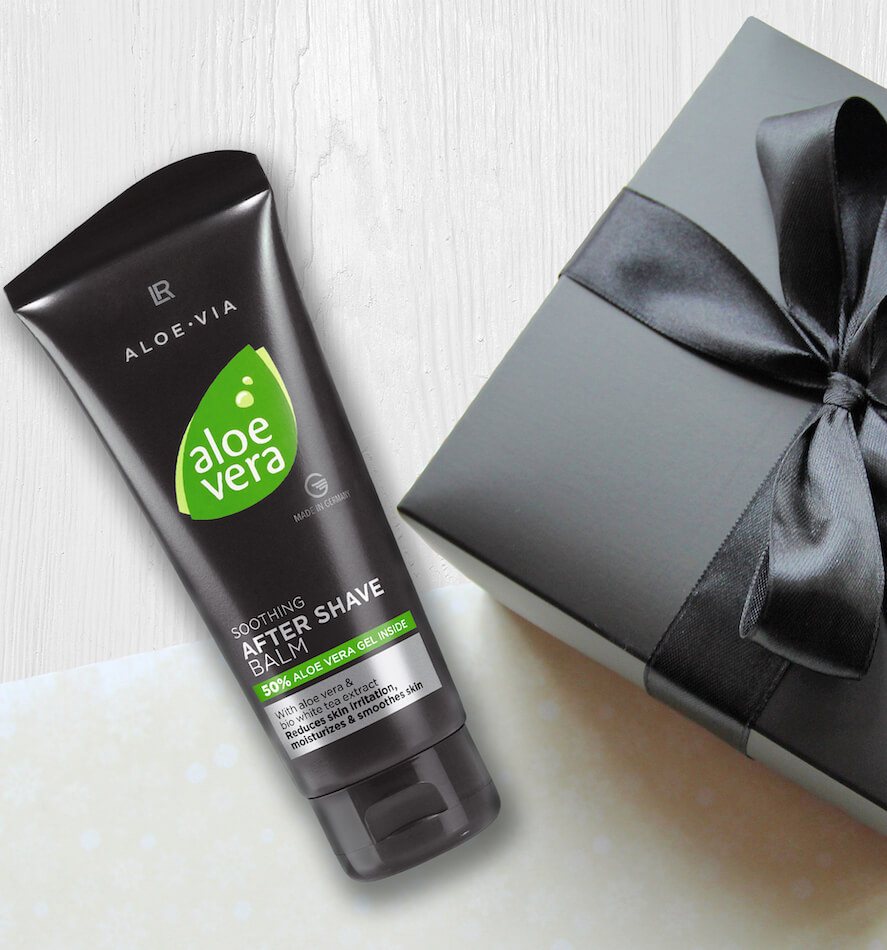 LR
ALOE•VIA
aloe
vera
MADE IN GERMANY
SOOTHING
AFTER SHAVE
BALM
50% ALOE VERA GEL INSIDE
With aloe vera &
bio white tea extract
Reduces skin irritation,
moisturizes & smoothes skin